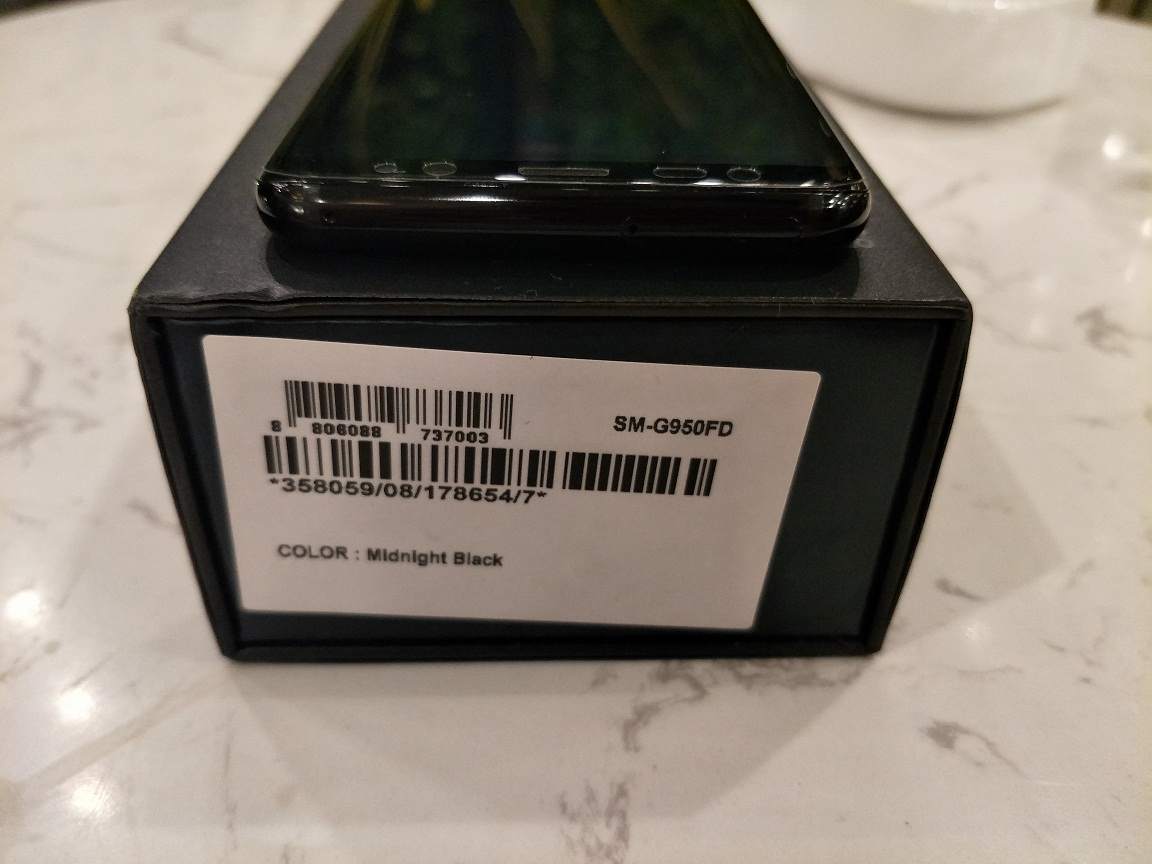 8 806088 737003
SM-G950FD
*358059/08/178654/7*
COLOR : Midnight Black